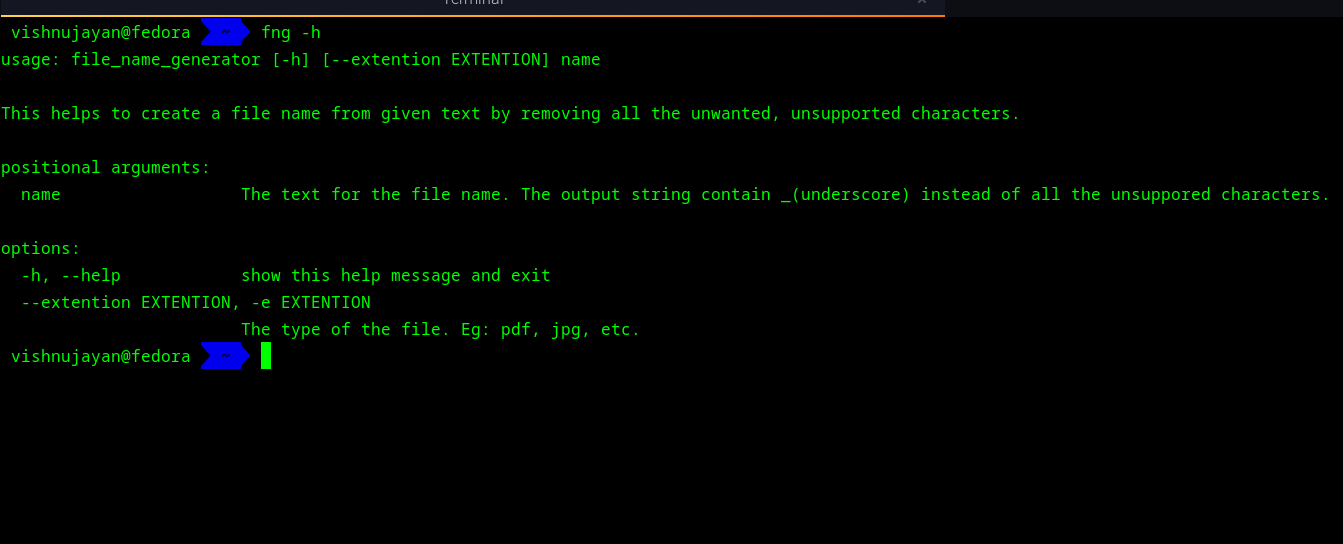 Terminal
vishnujayan@fedora ~ fng -h
usage: file_name_generator [-h] [--extention EXTENTION] name
This helps to create a file name from given text by removing all the unwanted, unsupported characters.
positional arguments:
name The text for the file name. The output string contain _(underscore) instead of all the unsuppored characters.
options:
-h, --help show this help message and exit
--extention EXTENTION, -e EXTENTION
The type of the file. Eg: pdf, jpg, etc.
vishnujayan@fedora ~